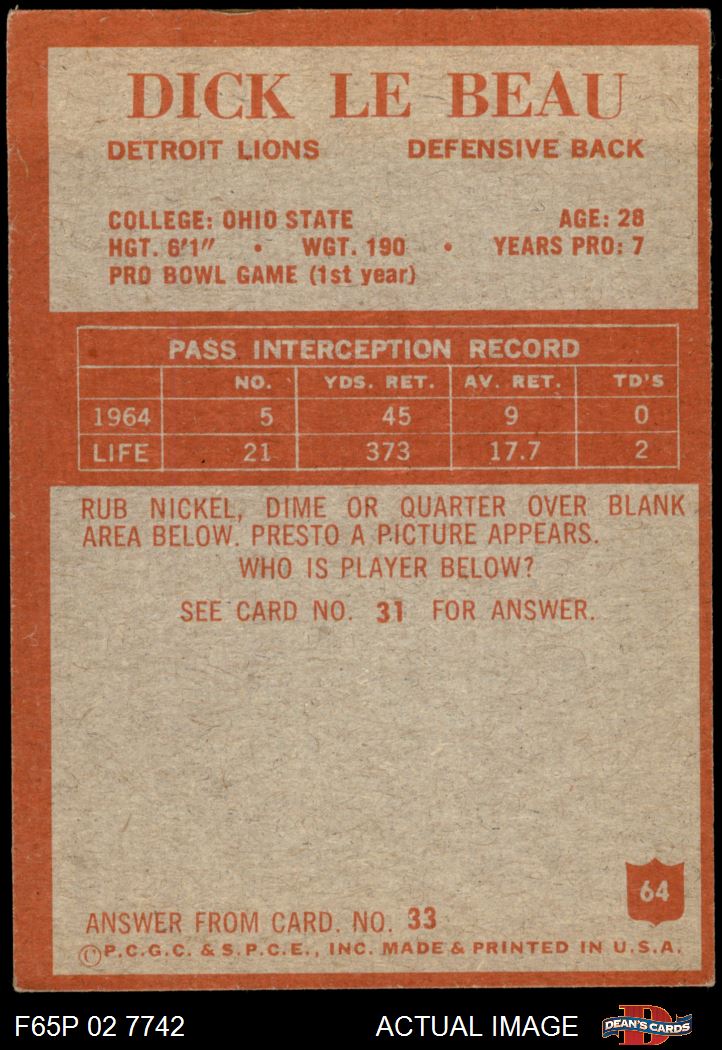 DICK LE BEAU
DETROIT LIONS DEFENSIVE BACK
COLLEGE: OHIO STATE AGE: 28
HGT. 6'1" • WGT. 190 • YEARS PRO: 7
PRO BOWL GAME (1st year)
PASS INTERCEPTION RECORD
NO. YDS. RET. AV. RET. TD'S
1964 5 45 9 0
LIFE 21 373 17.7 2
RUB NICKEL, DIME OR QUARTER OVER BLANK
AREA BELOW. PRESTO A PICTURE APPEARS.
WHO IS PLAYER BELOW?
SEE CARD NO. 31 FOR ANSWER.
64
ANSWER FROM CARD. NO. 33
©P.C.G.C. & S.P.C.E., INC. MADE & PRINTED IN U.S.A.
F65P 02 7742 ACTUAL IMAGE D DEAN'S CARDS